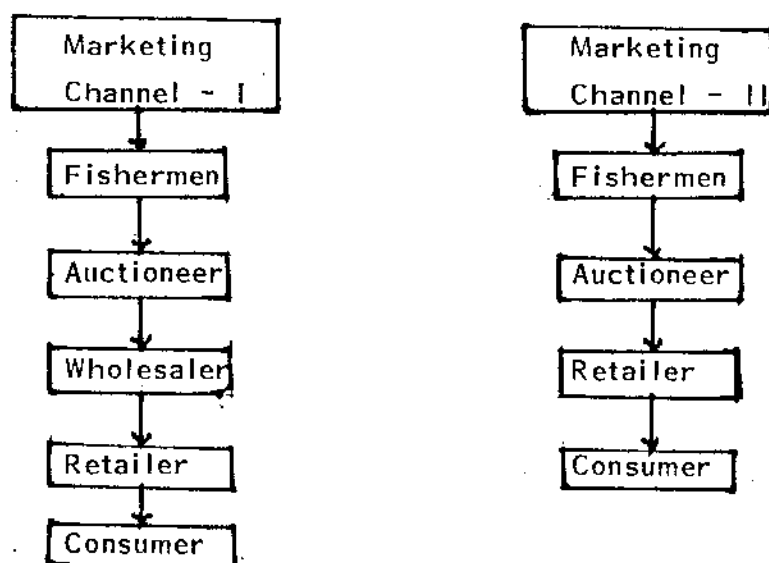 Marketing
Channel - I
Fishermen
Auctioneer
Wholesaler
Retailer
Consumer
Marketing
Channel - II
Fishermen
Auctioneer
Retailer
Consumer